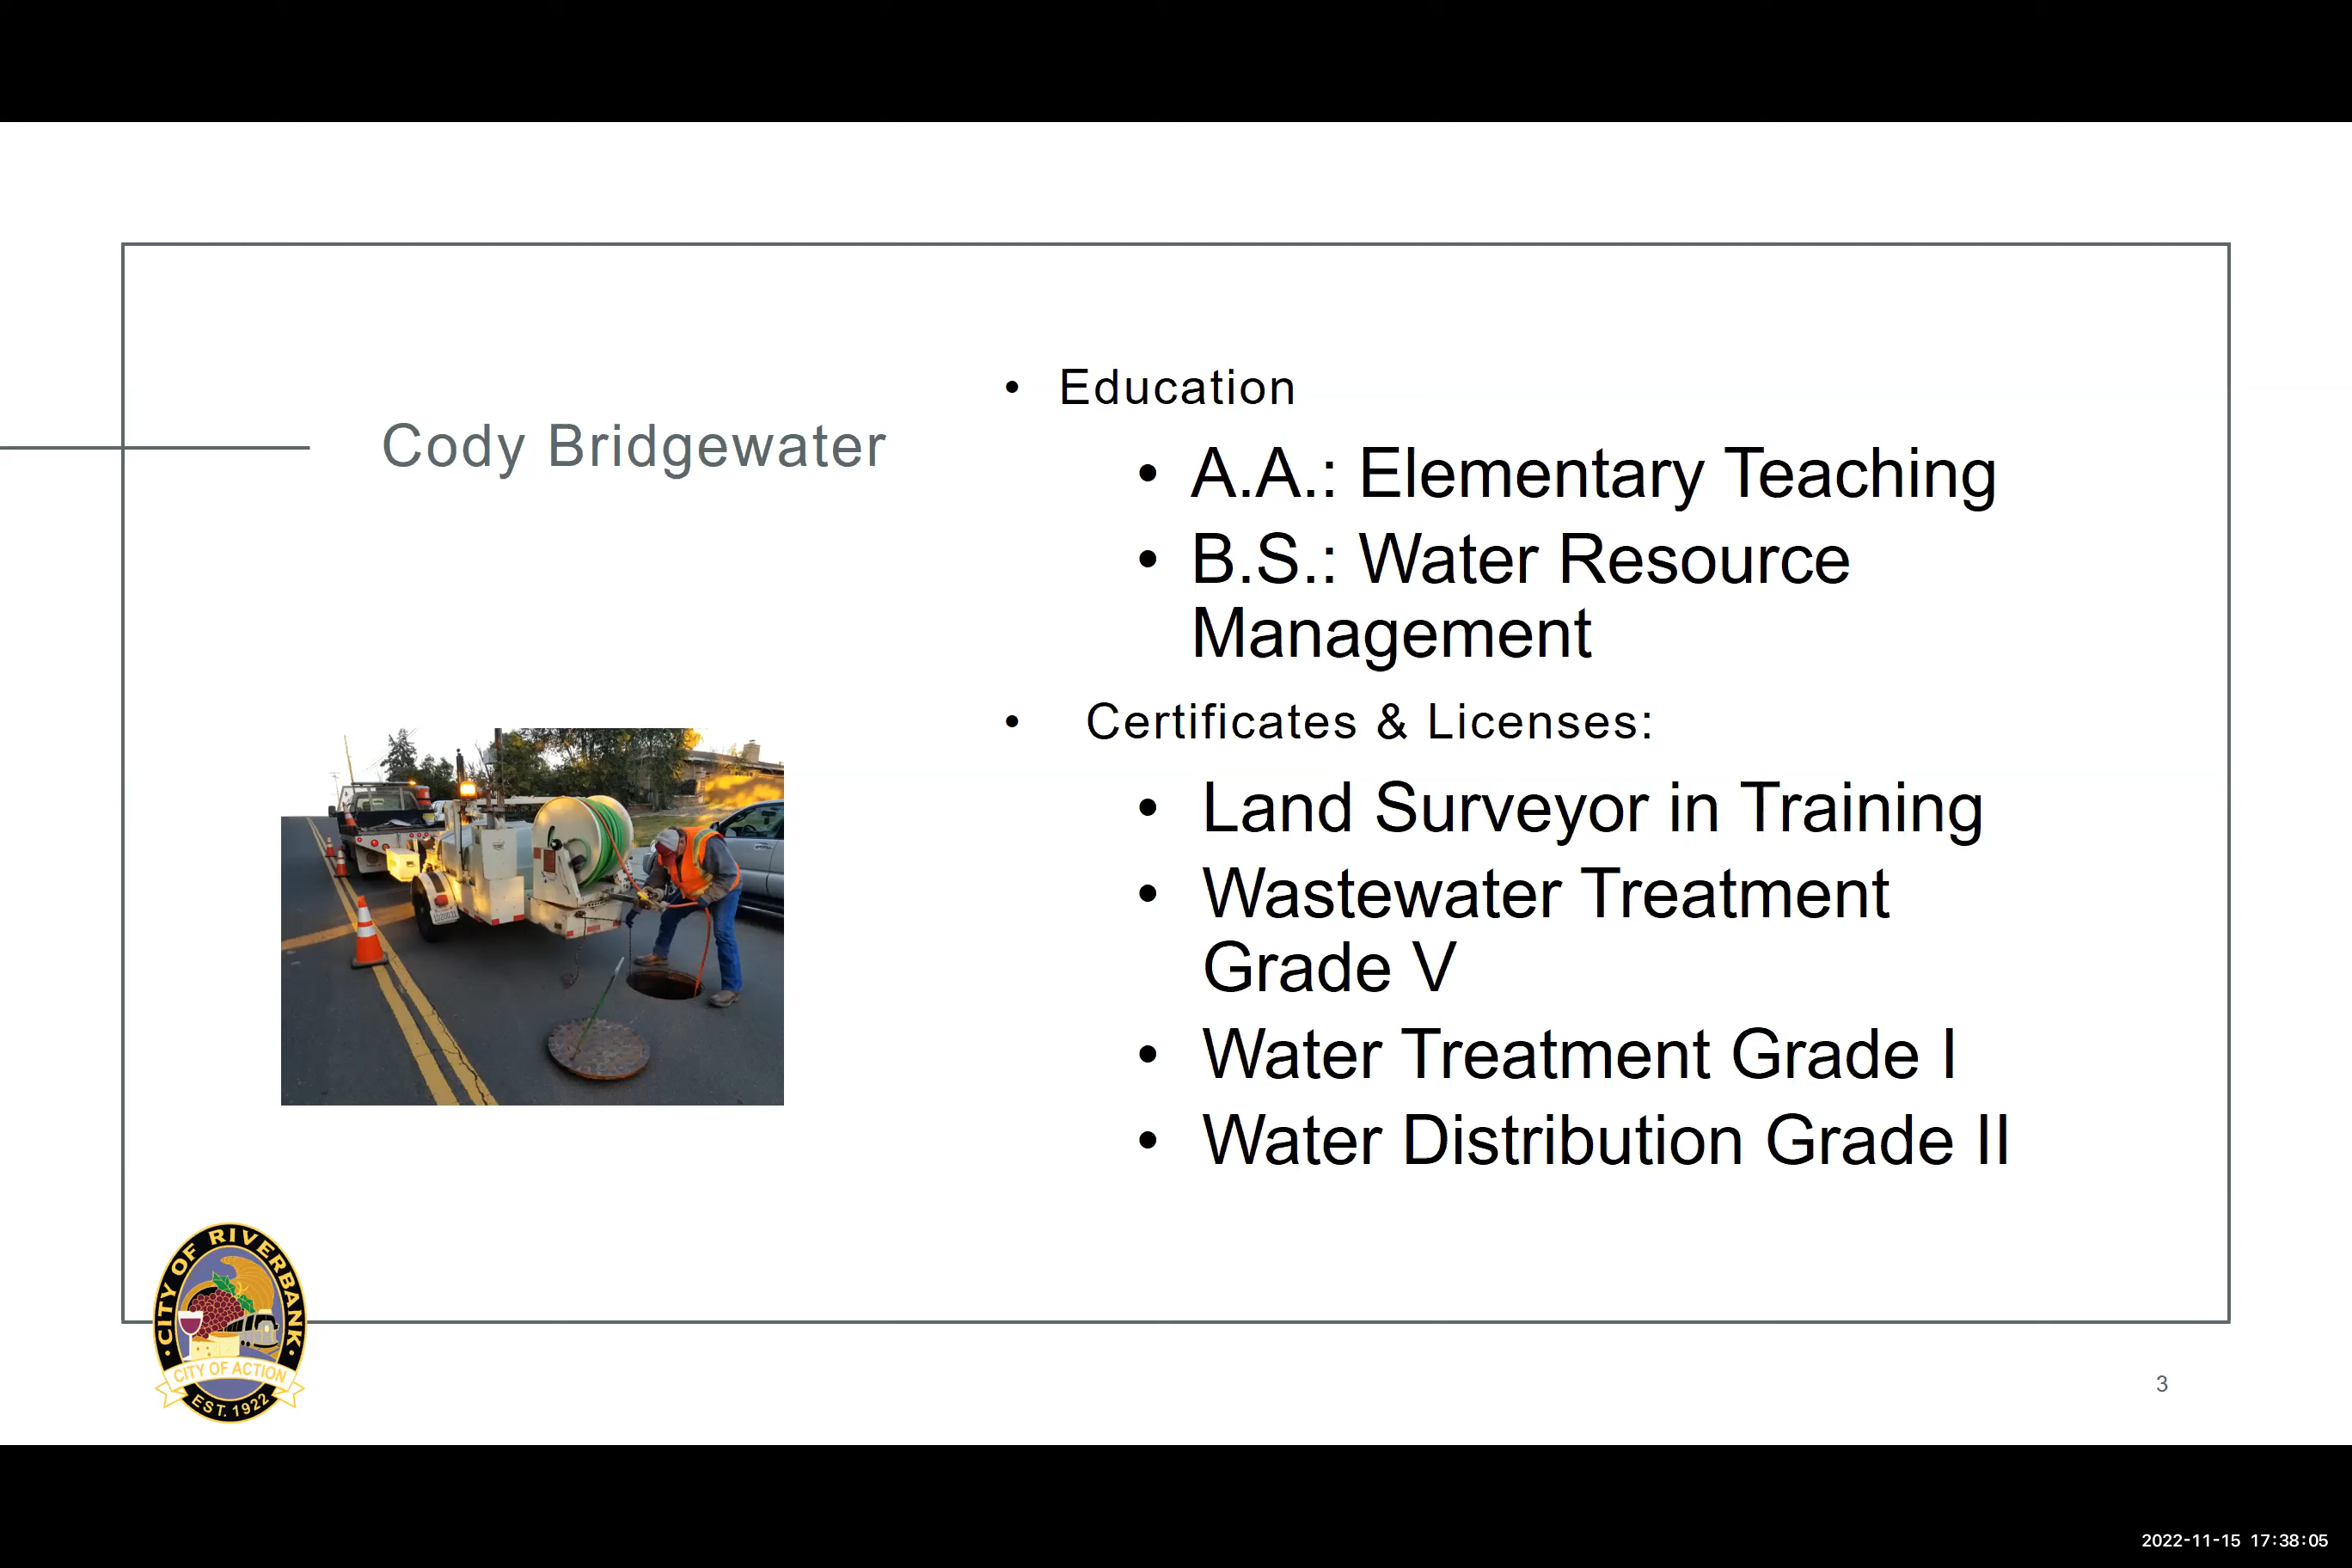 Cody Bridgewater
• Education
• A.A.: Elementary Teaching
• B.S.: Water Resource
Management
• Certificates & Licenses:
• Land Surveyor in Training
• Wastewater Treatment
Grade V
• Water Treatment Grade I
• Water Distribution Grade II
CITY OF RIVERBANK
CITY OF ACTION
EST. 1922
3
2022-11-15 17:38:05